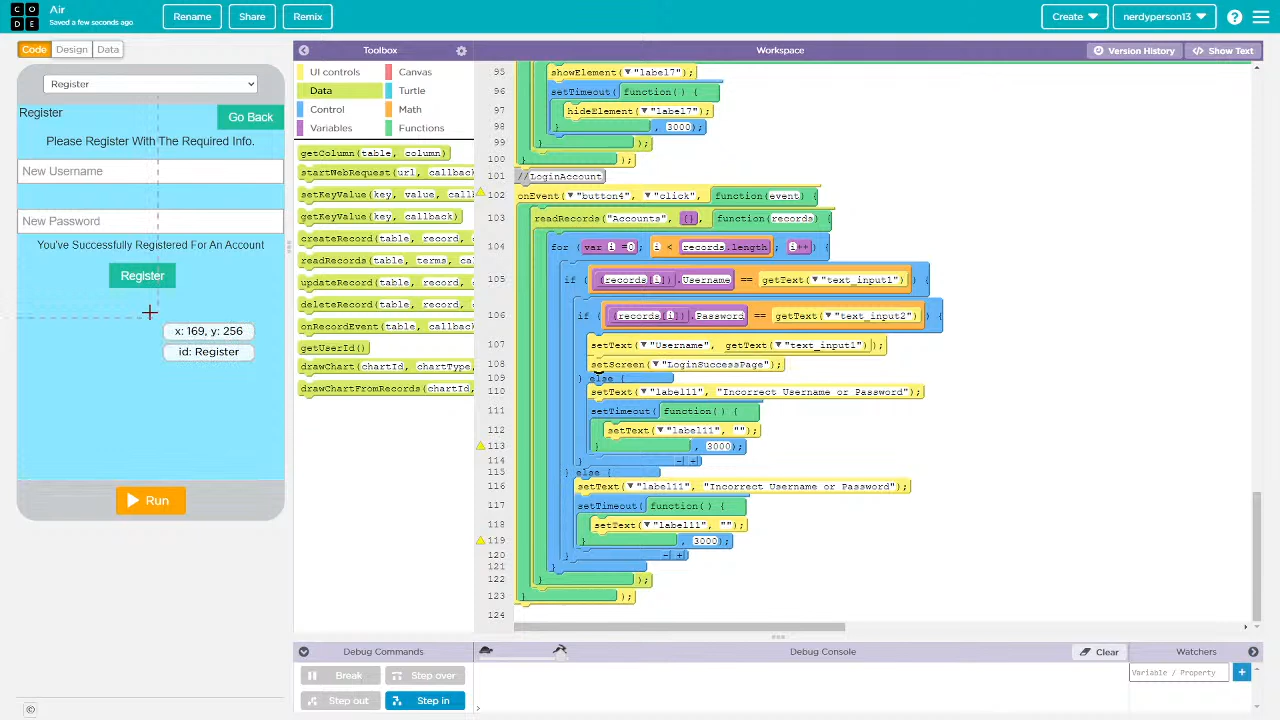 CODE
Air
Saved a few seconds ago
Rename
Share
Remix
Create
nerdyperson13
Code
Design
Data
Toolbox
Workspace
Version History
Show Text
Register
Register
Go Back
Please Register With The Required Info.
New Username
New Password
You've Successfully Registered For An Account
Register
x: 169, y: 256
id: Register
Run
UI controls
Canvas
Data
Turtle
Control
Math
Variables
Functions
getColumn(table, column)
startWebRequest(url, callbac
setKeyValue(key, value, call
getKeyValue(key, callback)
createRecord(table, record,
readRecords(table, terms, ca
updateRecord(table, record,
deleteRecord(table, record,
onRecordEvent(table, callbac
getUserId()
drawChart(chartId, chartType,
drawChartFromRecords(chartId,
95 showElement("label7");
96 setTimeout( function() {
97 hideElement("label7");
98 } , 3000);
99 } );
100 } );
101 //LoginAccount
102 onEvent("button4", "click", function(event) {
103 readRecords("Accounts", {}, function(records) {
104 for (var i =0; i < records.length; i++) {
105 if ((records[i]).Username == getText("text_input1")) {
106 if ((records[i]).Password == getText("text_input2")) {
107 setText("Username", getText("text_input1"));
108 setScreen("LoginSuccessPage");
109 } else {
110 setText("label11", "Incorrect Username or Password");
111 setTimeout( function() {
112 setText("label11", "");
113 } , 3000);
114 } - +
115 } else {
116 setText("label11", "Incorrect Username or Password");
117 setTimeout( function() {
118 setText("label11", "");
119 } , 3000);
120 } - +
121 }
122 } );
123 } );
124
Debug Commands
Debug Console
Clear
Watchers
Break
Step over
Step out
Step in
Variable / Property